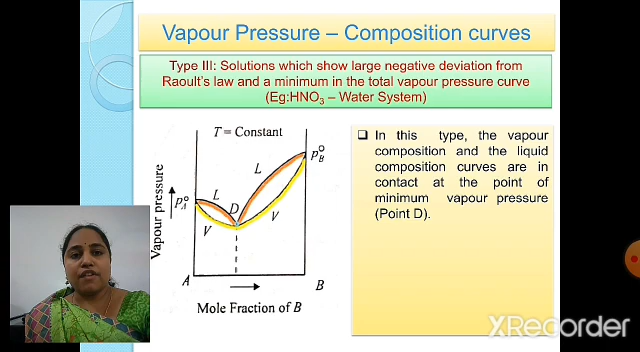 Vapour Pressure – Composition curves
Type III: Solutions which show large negative deviation from
Raoult's law and a minimum in the total vapour pressure curve
(Eg:HNO₃ – Water System)
T = Constant
L
p°B
L
D
p°A
V
V
Vapour pressure
A
B
Mole Fraction of B
❑ In this type, the vapour
composition and the liquid
composition curves are in
contact at the point of
minimum vapour pressure
(Point D).
XRecorder